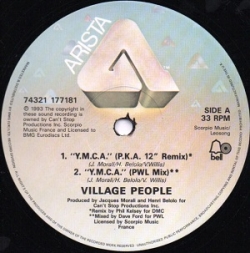 ARISTA
74321 177181
℗ 1993 The copyright in
these sound recording is
owned by Can't Stop
Productions Inc. Scorpio
Music France and Licensed to
BMG Eurodisc Ltd.
SIDE A
33 RPM
Scorpio Music/
Leosong
1. "Y.M.C.A." (P.K.A. 12" Remix)*
(J. Morali/H. Belolo/V. Willis)
2. "Y.M.C.A." (PWL Mix)**
(J. Morali/H. Belolo/V. Willis)
bell
VILLAGE PEOPLE
Produced by Jacques Morali and Henri Belolo for
Can't Stop Productions Inc.
*Remix by Phil Kelsey for DMC
**Mixed by Dave Ford for PWL
Licensed by Scorpio Music
France